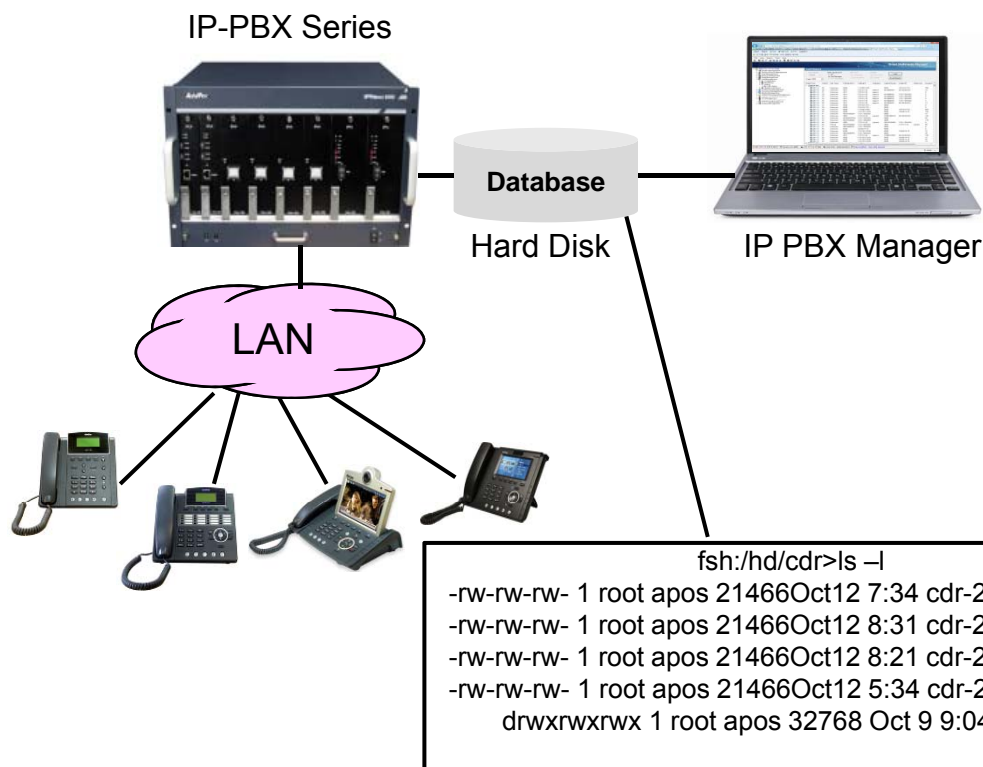 IP-PBX Series
AddPac
Database
Hard Disk
IP PBX Manager
LAN
fsh:/hd/cdr>ls –l
-rw-rw-rw- 1 root apos 21466Oct12 7:34 cdr-2
-rw-rw-rw- 1 root apos 21466Oct12 8:31 cdr-2
-rw-rw-rw- 1 root apos 21466Oct12 8:21 cdr-2
-rw-rw-rw- 1 root apos 21466Oct12 5:34 cdr-2
drwxrwxrwx 1 root apos 32768 Oct 9 9:04